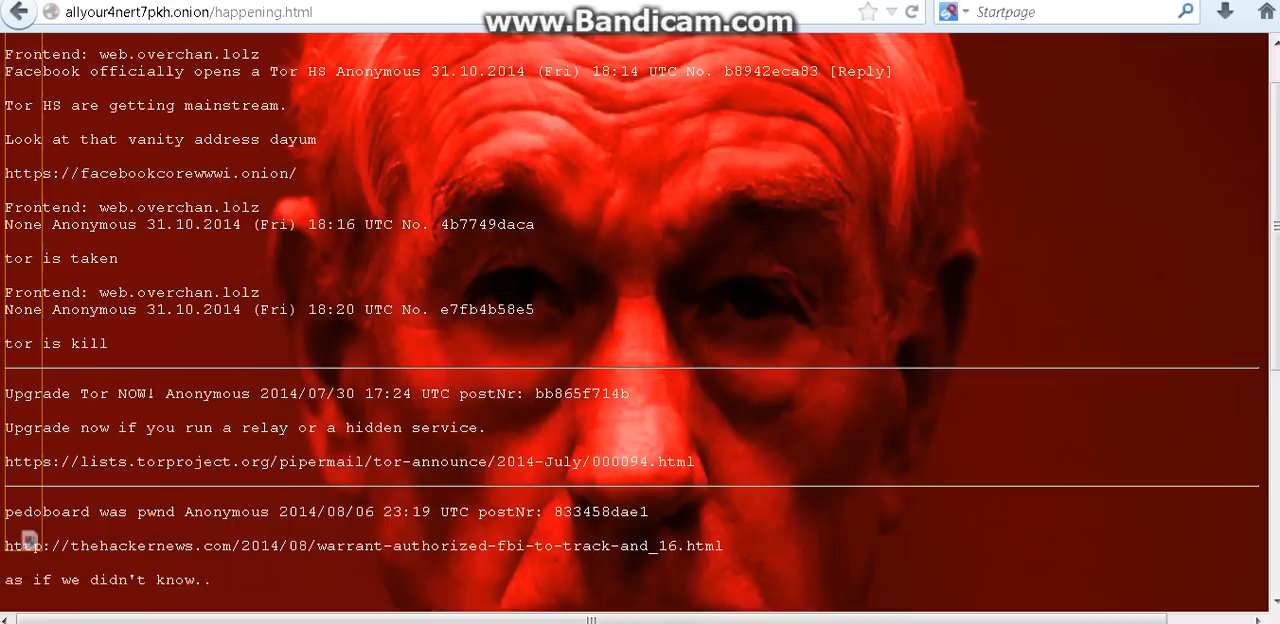 allyour4nert7pkh.onion/happening.html
Startpage
www.Bandicam.com
Frontend: web.overchan.lolz
Facebook officially opens a Tor HS Anonymous 31.10.2014 (Fri) 18:14 UTC No. b8942eca83 [Reply]
Tor HS are getting mainstream.
Look at that vanity address dayum
https://facebookcorewwwi.onion/
Frontend: web.overchan.lolz
None Anonymous 31.10.2014 (Fri) 18:16 UTC No. 4b7749daca
tor is taken
Frontend: web.overchan.lolz
None Anonymous 31.10.2014 (Fri) 18:20 UTC No. e7fb4b58e5
tor is kill
Upgrade Tor NOW! Anonymous 2014/07/30 17:24 UTC postNr: bb865f714b
Upgrade now if you run a relay or a hidden service.
https://lists.torproject.org/pipermail/tor-announce/2014-July/000094.html
pedoboard was pwnd Anonymous 2014/08/06 23:19 UTC postNr: 833458dae1
http://thehackernews.com/2014/08/warrant-authorized-fbi-to-track-and_16.html
as if we didn't know..